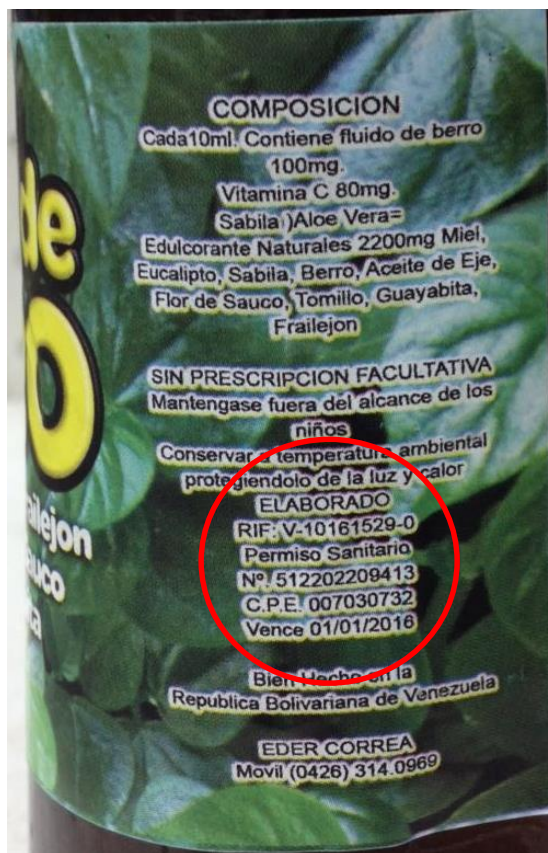 de
O
COMPOSICION
Cada10ml. Contiene fluido de berro
100mg.
Vitamina C 80mg.
Sabila )Aloe Vera=
Edulcorante Naturales 2200mg Miel,
Eucalipto, Sabila, Berro, Aceite de Eje,
Flor de Sauco, Tomillo, Guayabita,
Frailejon
SIN PRESCRIPCION FACULTATIVA
Mantengase fuera del alcance de los
niños
Conservar a temperatura ambiental
protegiendolo de la luz y calor
ELABORADO
RIF: V-10161529-0
Permiso Sanitario
Nº. 512202209413
C.P.E. 007030732
Vence 01/01/2016
Bien Hecho en la
Republica Bolivariana de Venezuela
EDER CORREA
Movil (0426) 314.0969
railejon
auco
ta